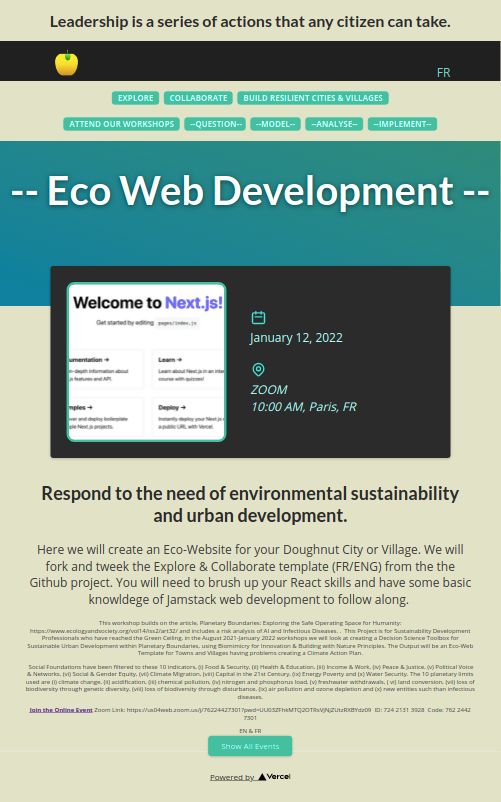 Leadership is a series of actions that any citizen can take.
FR
EXPLORE COLLABORATE BUILD RESILIENT CITIES & VILLAGES
ATTEND OUR WORKSHOPS --QUESTION-- --MODEL-- --ANALYSE-- --IMPLEMENT--
-- Eco Web Development --
Welcome to Next.js!
Get started by editing pages/index.js
umentation →
n-depth information about
.js features and API.
Learn →
Learn about Next.js in an inter
course with quizzes!
mples →
ver and deploy boilerplate
ple Next.js projects.
Deploy →
Instantly deploy your Next.js s
a public URL with Vercel.
January 12, 2022
ZOOM
10:00 AM, Paris, FR
Respond to the need of environmental sustainability
and urban development.
Here we will create an Eco-Website for your Doughnut City or Village. We will
fork and tweek the Explore & Collaborate template (FR/ENG) from the the
Github project. You will need to brush up your React skills and have some basic
knowldege of Jamstack web development to follow along.
This workshop builds on the article, Planetary Boundaries: Exploring the Safe Operating Space for Humanity:
https://www.ecologyandsociety.org/vol14/iss2/art32/ and includes a risk analysis of AI and Infectious Diseases. . This Project is for Sustainability Development
Professionals who have reached the Green Ceiling, in the August 2021-January 2022 workshops we will look at creating a Decision Science Toolbox for
Sustainable Urban Development within Planetary Boundaries, using Biomimicry for Innovation & Building with Nature Principles. The Output will be an Eco-Web
Template for Towns and Villages having problems creating a Climate Action Plan.
Social Foundations have been filtered to these 10 indicators, (i) Food & Security, (ii) Health & Education, (iii) Income & Work, (iv) Peace & Justice, (v) Political Voice
& Networks, (vi) Social & Gender Equity, (vii) Climate Migration, (viii) Capital in the 21st Century, (ix) Energy Poverty and (x) Water Security. The 10 planetary limits
used are (i) climate change, (ii) acidification, (iii) chemical pollution, (iv) nitrogen and phosphorus load, (v) freshwater withdrawals, ( vi) land conversion, (vii) loss of
biodiversity through genetic diversity, (viii) loss of biodiversity through disturbance, (ix) air pollution and ozone depletion and (x) new entities such than infectious
diseases.
Join the Online Event Zoom Link: https://us04web.zoom.us/j/76224427301?pwd= ID: 724 2131 3928 Code: 762 2442
7301
EN & FR
Show All Events
Powered by Vercel